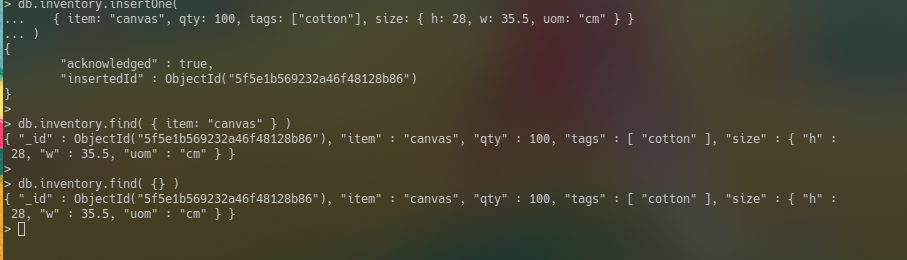 > db.inventory.insertOne(
...    { item: "canvas", qty: 100, tags: ["cotton"], size: { h: 28, w: 35.5, uom: "cm" } }
... )
{
        "acknowledged" : true,
        "insertedId" : ObjectId("5f5e1b569232a46f48128b86")
}
>
> db.inventory.find( { item: "canvas" } )
{ "_id" : ObjectId("5f5e1b569232a46f48128b86"), "item" : "canvas", "qty" : 100, "tags" : [ "cotton" ], "size" : { "h" :
 28, "w" : 35.5, "uom" : "cm" } }
>
> db.inventory.find( {} )
{ "_id" : ObjectId("5f5e1b569232a46f48128b86"), "item" : "canvas", "qty" : 100, "tags" : [ "cotton" ], "size" : { "h" :
 28, "w" : 35.5, "uom" : "cm" } }
>